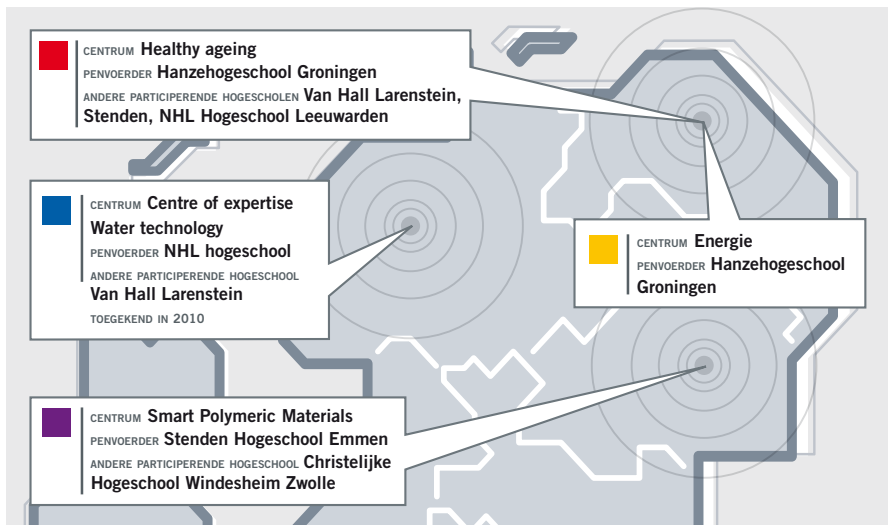 CENTRUM Healthy ageing
PENVOERDER Hanzehogeschool Groningen
ANDERE PARTICIPERENDE HOGESCHOLEN Van Hall Larenstein,
Stenden, NHL Hogeschool Leeuwarden
CENTRUM Centre of expertise
Water technology
PENVOERDER NHL hogeschool
ANDERE PARTICIPERENDE HOGESCHOOL
Van Hall Larenstein
TOEGEKEND IN 2010
CENTRUM Energie
PENVOERDER Hanzehogeschool
Groningen
CENTRUM Smart Polymeric Materials
PENVOERDER Stenden Hogeschool Emmen
ANDERE PARTICIPERENDE HOGESCHOOL Christelijke
Hogeschool Windesheim Zwolle